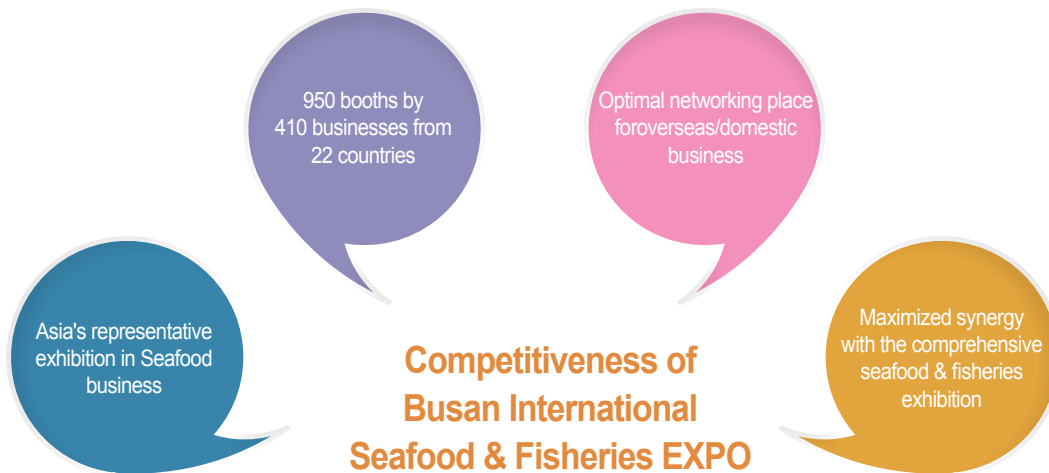 950 booths by
410 businesses from
22 countries
Optimal networking place
foroverseas/domestic
business
Asia's representative
exhibition in Seafood
business
Maximized synergy
with the comprehensive
seafood & fisheries
exhibition
Competitiveness of
Busan International
Seafood & Fisheries EXPO